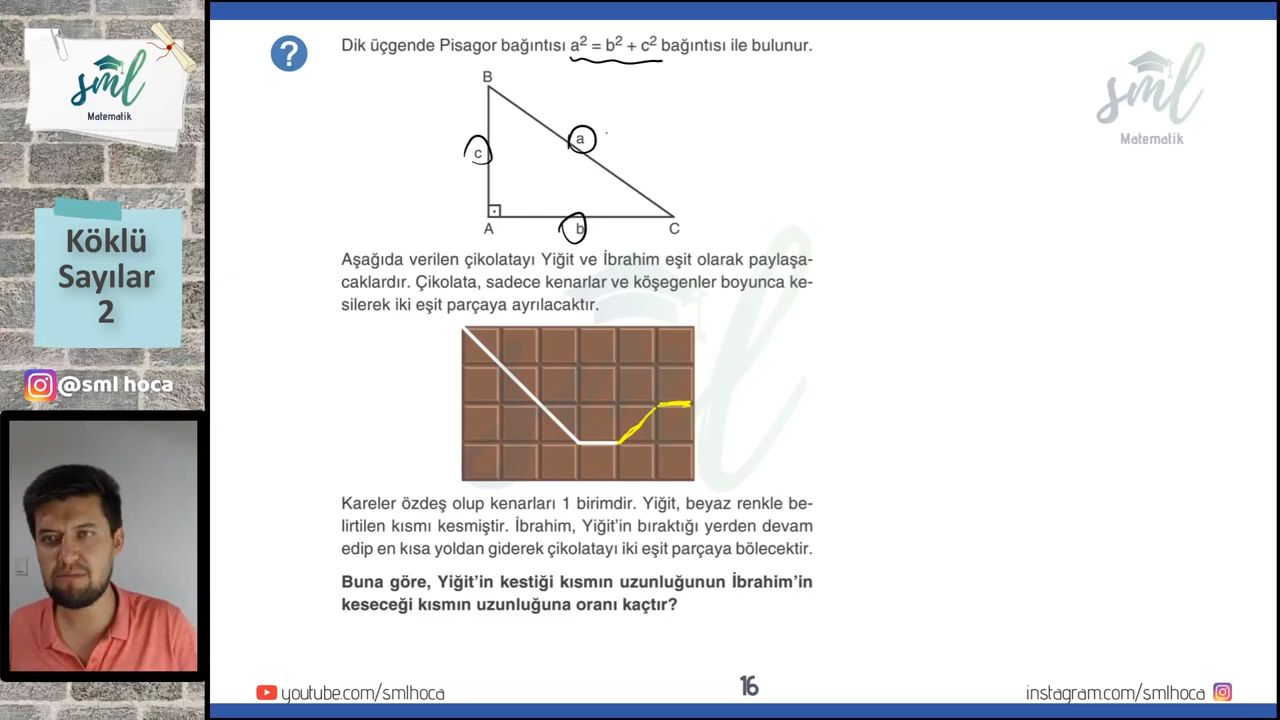 sml
Matematik
Köklü
Sayılar
2
@sml hoca
Dik üçgende Pisagor bağıntısı a² = b² + c² bağıntısı ile bulunur.
B
c
a
A
b
C
Aşağıda verilen çikolatayı Yiğit ve İbrahim eşit olarak paylaşa-
caklardır. Çikolata, sadece kenarlar ve köşegenler boyunca ke-
silerek iki eşit parçaya ayrılacaktır.
Kareler özdeş olup kenarları 1 birimdir. Yiğit, beyaz renkle be-
lirtilen kısmı kesmiştir. İbrahim, Yiğit'in bıraktığı yerden devam
edip en kısa yoldan giderek çikolatayı iki eşit parçaya bölecektir.
Buna göre, Yiğit'in kestiği kısmın uzunluğunun İbrahim'in
keseceği kısmın uzunluğuna oranı kaçtır?
sml
Matematik
youtube.com/smlhoca
16
instagram.com/smlhoca